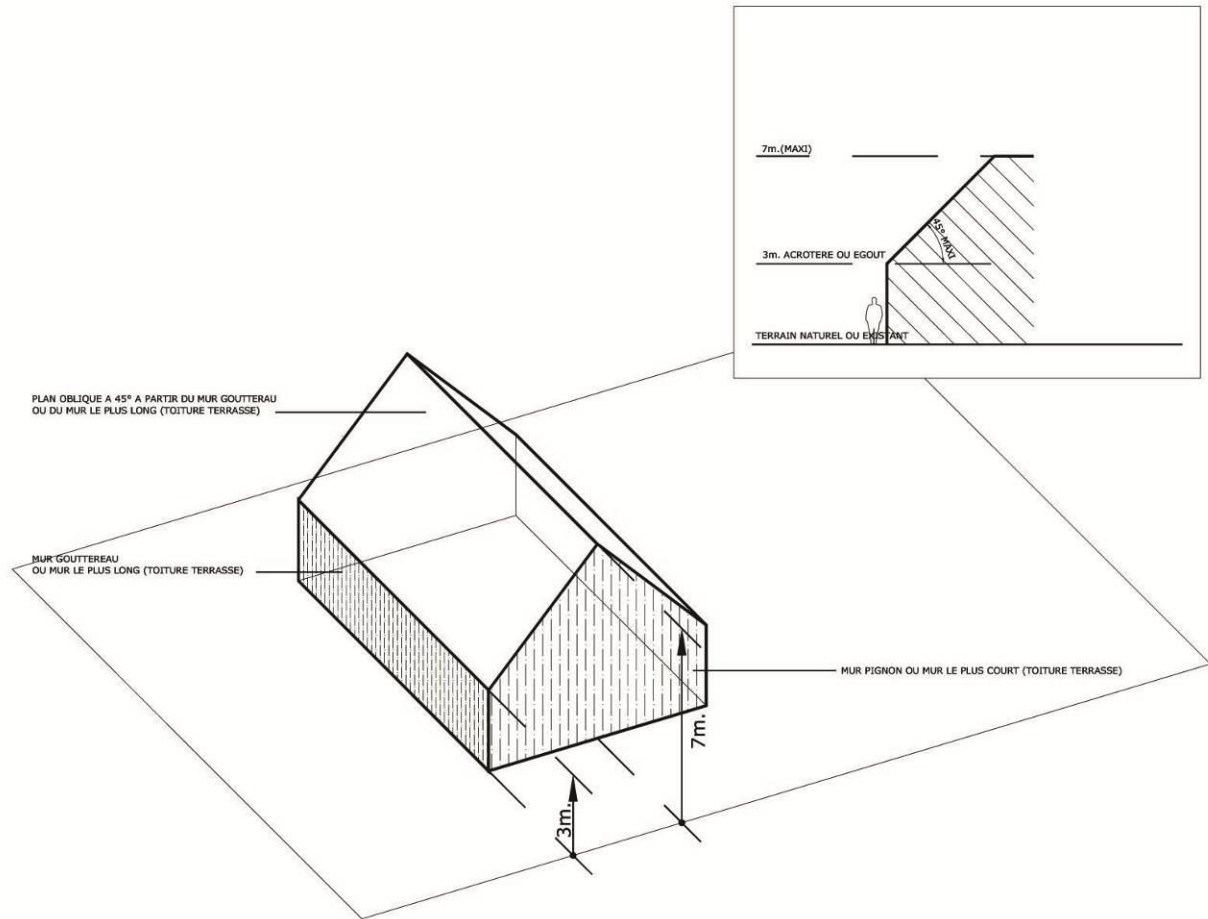 7m.(MAXI)
45° MAXI
3m. ACROTERE OU EGOUT
TERRAIN NATUREL OU EXISTANT
PLAN OBLIQUE A 45° A PARTIR DU MUR GOUTTERAU
OU DU MUR LE PLUS LONG (TOITURE TERRASSE)
MUR GOUTTEREAU
OU MUR LE PLUS LONG (TOITURE TERRASSE)
MUR PIGNON OU MUR LE PLUS COURT (TOITURE TERRASSE)
7m.
3m.